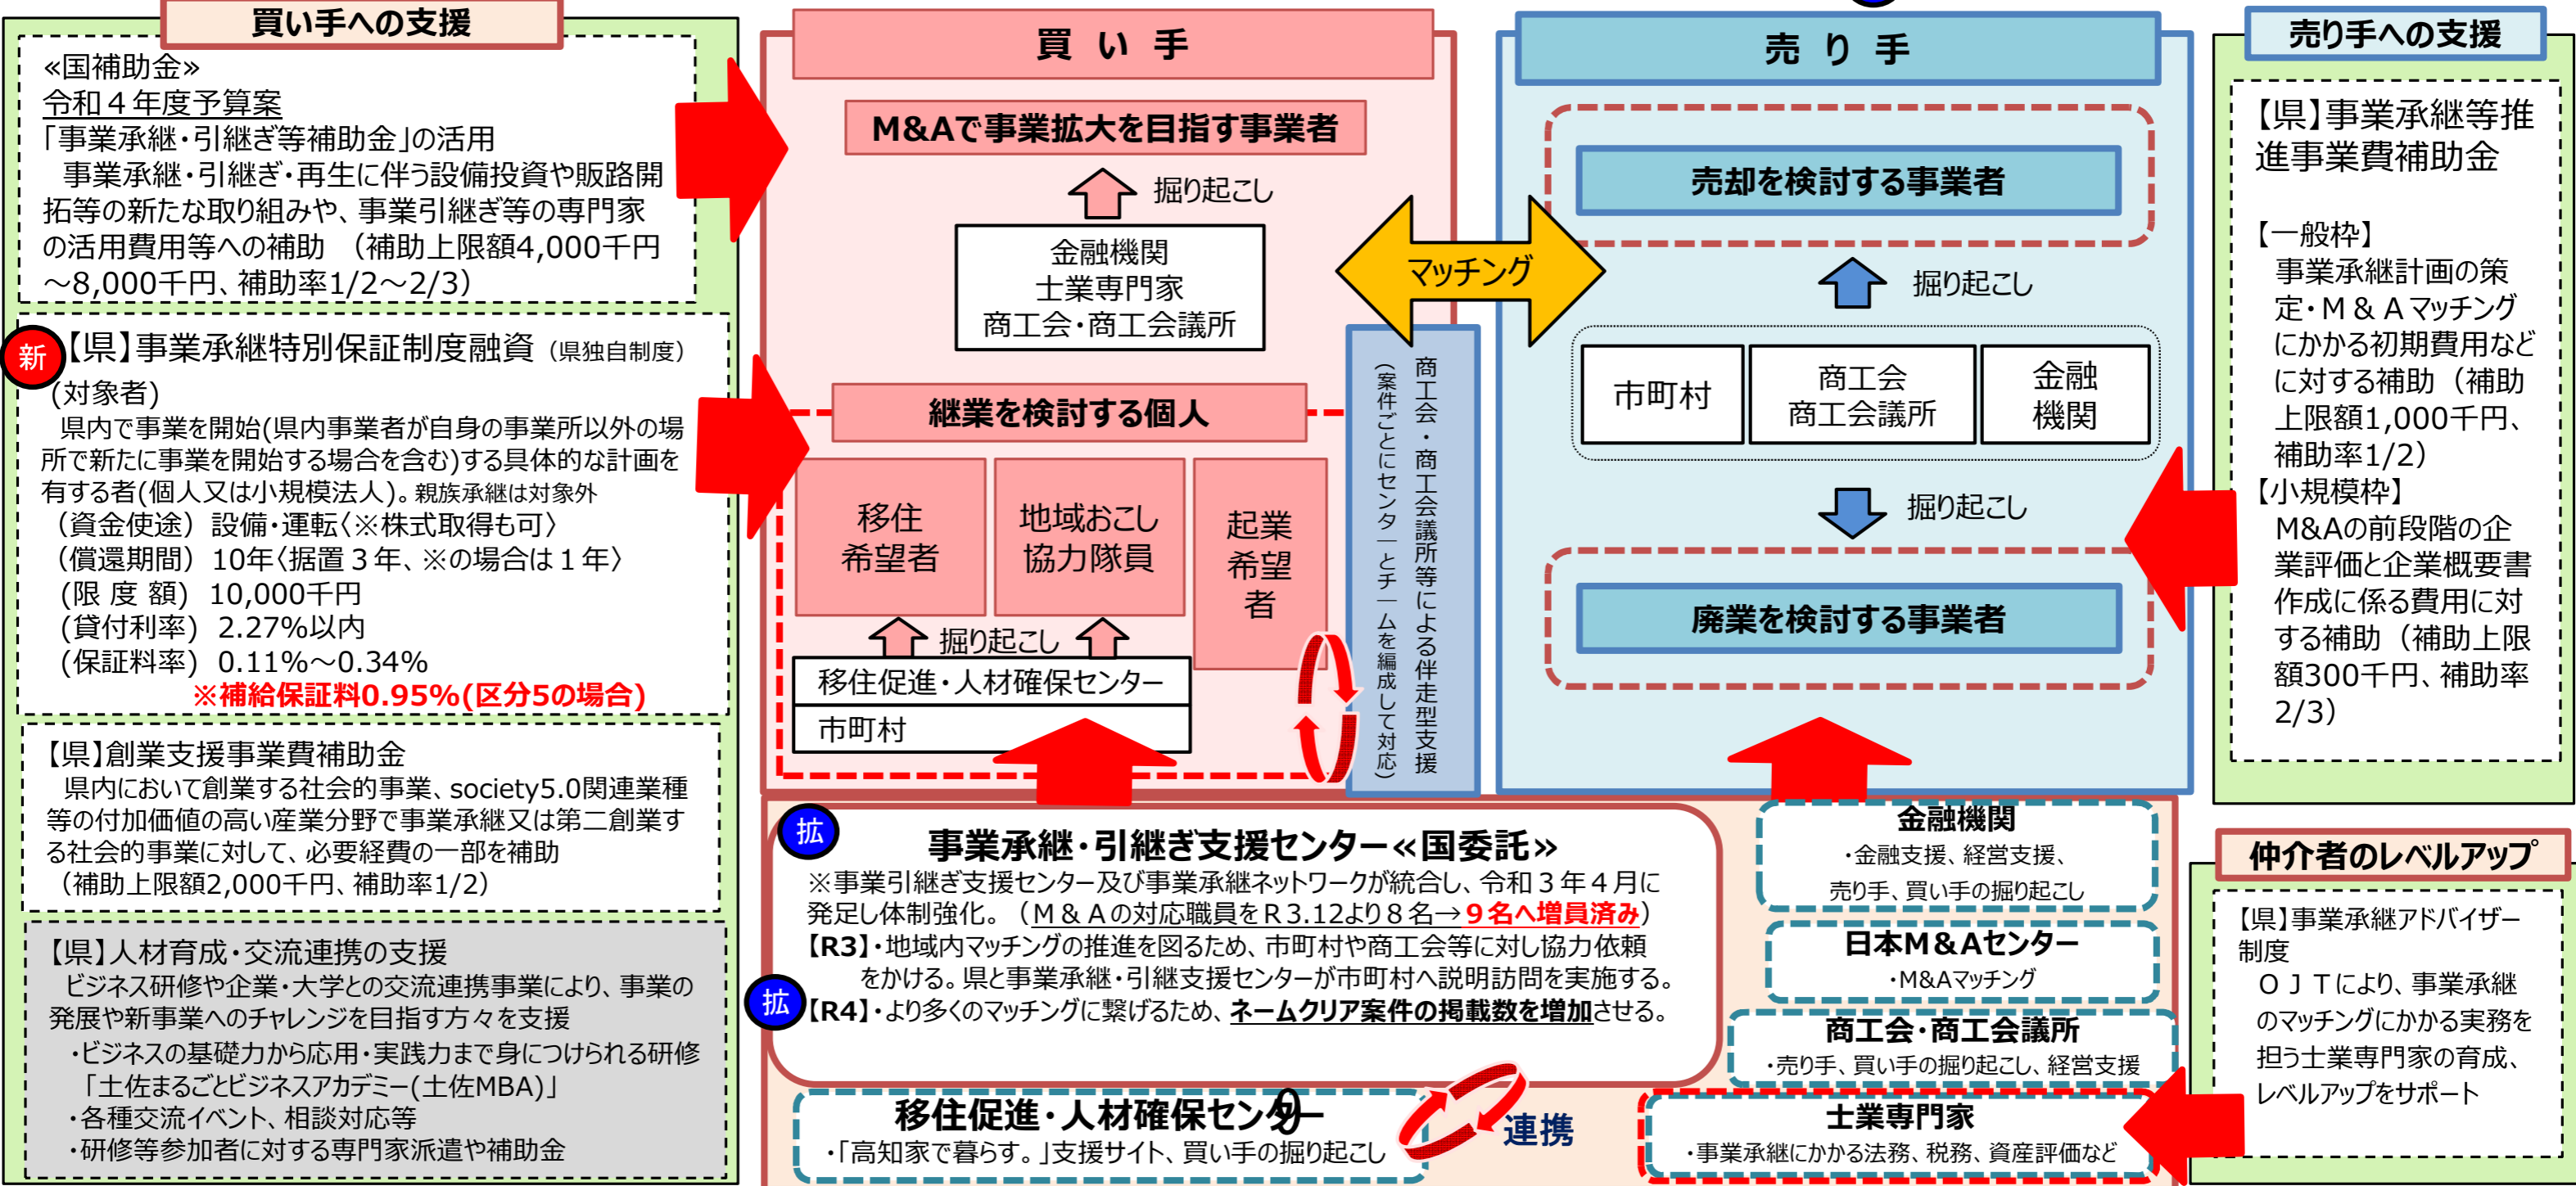 買い手への支援
≪国補助金≫
令和４年度予算案
「事業承継・引継ぎ等補助金」の活用
事業承継・引継ぎ・再生に伴う設備投資や販路開
拓等の新たな取り組みや、事業引継ぎ等の専門家
の活用費用等への補助　（補助上限額4,000千円
～8,000千円、補助率1/2～2/3）
新
【県】事業承継特別保証制度融資（県独自制度）
(対象者)
県内で事業を開始(県内事業者が自身の事業所以外の場
所で新たに事業を開始する場合を含む)する具体的な計画を
有する者(個人又は小規模法人)。親族承継は対象外
（資金使途）設備・運転〈※株式取得も可〉
（償還期間）10年〈据置３年、※の場合は１年〉
(限 度 額)　10,000千円
(貸付利率)　2.27%以内
(保証料率)　0.11%～0.34%
※補給保証料0.95%(区分5の場合)
【県】創業支援事業費補助金
県内において創業する社会的事業、society5.0関連業種
等の付加価値の高い産業分野で事業承継又は第二創業す
る社会的事業に対して、必要経費の一部を補助
（補助上限額2,000千円、補助率1/2）
【県】人材育成・交流連携の支援
ビジネス研修や企業・大学との交流連携事業により、事業の
発展や新事業へのチャレンジを目指す方々を支援
・ビジネスの基礎力から応用・実践力まで身につけられる研修
「土佐まるごとビジネスアカデミー(土佐MBA)」
・各種交流イベント、相談対応等
・研修等参加者に対する専門家派遣や補助金
買 い 手
M&Aで事業拡大を目指す事業者
掘り起こし
金融機関
士業専門家
商工会・商工会議所
継業を検討する個人
移住
希望者
地域おこし
協力隊員
起業
希望
者
掘り起こし
移住促進・人材確保センター
市町村
マッチング
商工会・商工会議所等による伴走型支援
（案件ごとにセンターとチームを編成して対応）
売 り 手
売却を検討する事業者
掘り起こし
市町村
商工会
商工会議所
金融
機関
掘り起こし
廃業を検討する事業者
売り手への支援
【県】事業承継等推
進事業費補助金
【一般枠】
事業承継計画の策
定・Ｍ＆Ａマッチング
にかかる初期費用など
に対する補助（補助
上限額1,000千円、
補助率1/2）
【小規模枠】
M&Aの前段階の企
業評価と企業概要書
作成に係る費用に対
する補助（補助上限
額300千円、補助率
2/3）
拡
事業承継・引継ぎ支援センター≪国委託≫
※事業引継ぎ支援センター及び事業承継ネットワークが統合し、令和３年４月に
発足し体制強化。（Ｍ＆Ａの対応職員をＲ3.12より８名→９名へ増員済み）
【R3】・地域内マッチングの推進を図るため、市町村や商工会等に対し協力依頼
をかける。県と事業承継・引継支援センターが市町村へ説明訪問を実施する。
拡
【R4】・より多くのマッチングに繋げるため、ネームクリア案件の掲載数を増加させる。
移住促進・人材確保センター
9
・「高知家で暮らす。」支援サイト、買い手の掘り起こし
連携
金融機関
・金融支援、経営支援、
売り手、買い手の掘り起こし
日本Ｍ＆Ａセンター
・M&Aマッチング
商工会・商工会議所
・売り手、買い手の掘り起こし、経営支援
士業専門家
・事業承継にかかる法務、税務、資産評価など
仲介者のレベルアップ
【県】事業承継アドバイザー
制度
ＯＪＴにより、事業承継
のマッチングにかかる実務を
担う士業専門家の育成、
レベルアップをサポート